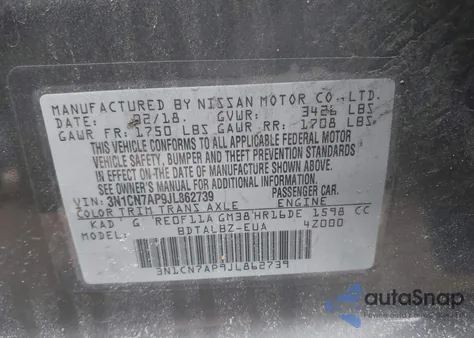 MANUFACTURED BY NISSAN MOTOR CO., LTD.
DATE: 02/18. GVWR: 3426 LBS
GAWR FR: 1750 LBS GAWR RR: 1708 LBS.
THIS VEHICLE CONFORMS TO ALL APPLICABLE FEDERAL MOTOR
VEHICLE SAFETY, BUMPER AND THEFT PREVENTION STANDARDS
IN EFFECT ON THE DATE OF MANUFACTURE SHOWN ABOVE.
SEE OWNER'S MANUAL FOR ADDITIONAL INFORMATION.
VIN: 3N1CN7AP9JL862739 PASSENGER CAR.
COLOR TRIM TRANS AXLE ENGINE
KAD G RE0F11A GM38 HR16DE 1598 CC
MODEL: BDTALBZ-EUA 4Z000
3N1CN7AP9JL862739
autoSnap